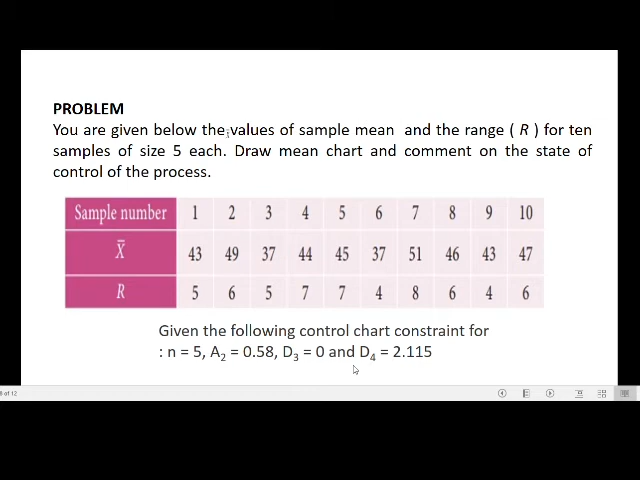 PROBLEM
You are given below the values of sample mean and the range ( R ) for ten
samples of size 5 each. Draw mean chart and comment on the state of
control of the process.
Sample number 1 2 3 4 5 6 7 8 9 10
X̅ 43 49 37 44 45 37 51 46 43 47
R 5 6 5 7 7 4 8 6 4 6
Given the following control chart constraint for
: n = 5, A₂ = 0.58, D₃ = 0 and D₄ = 2.115
of 12